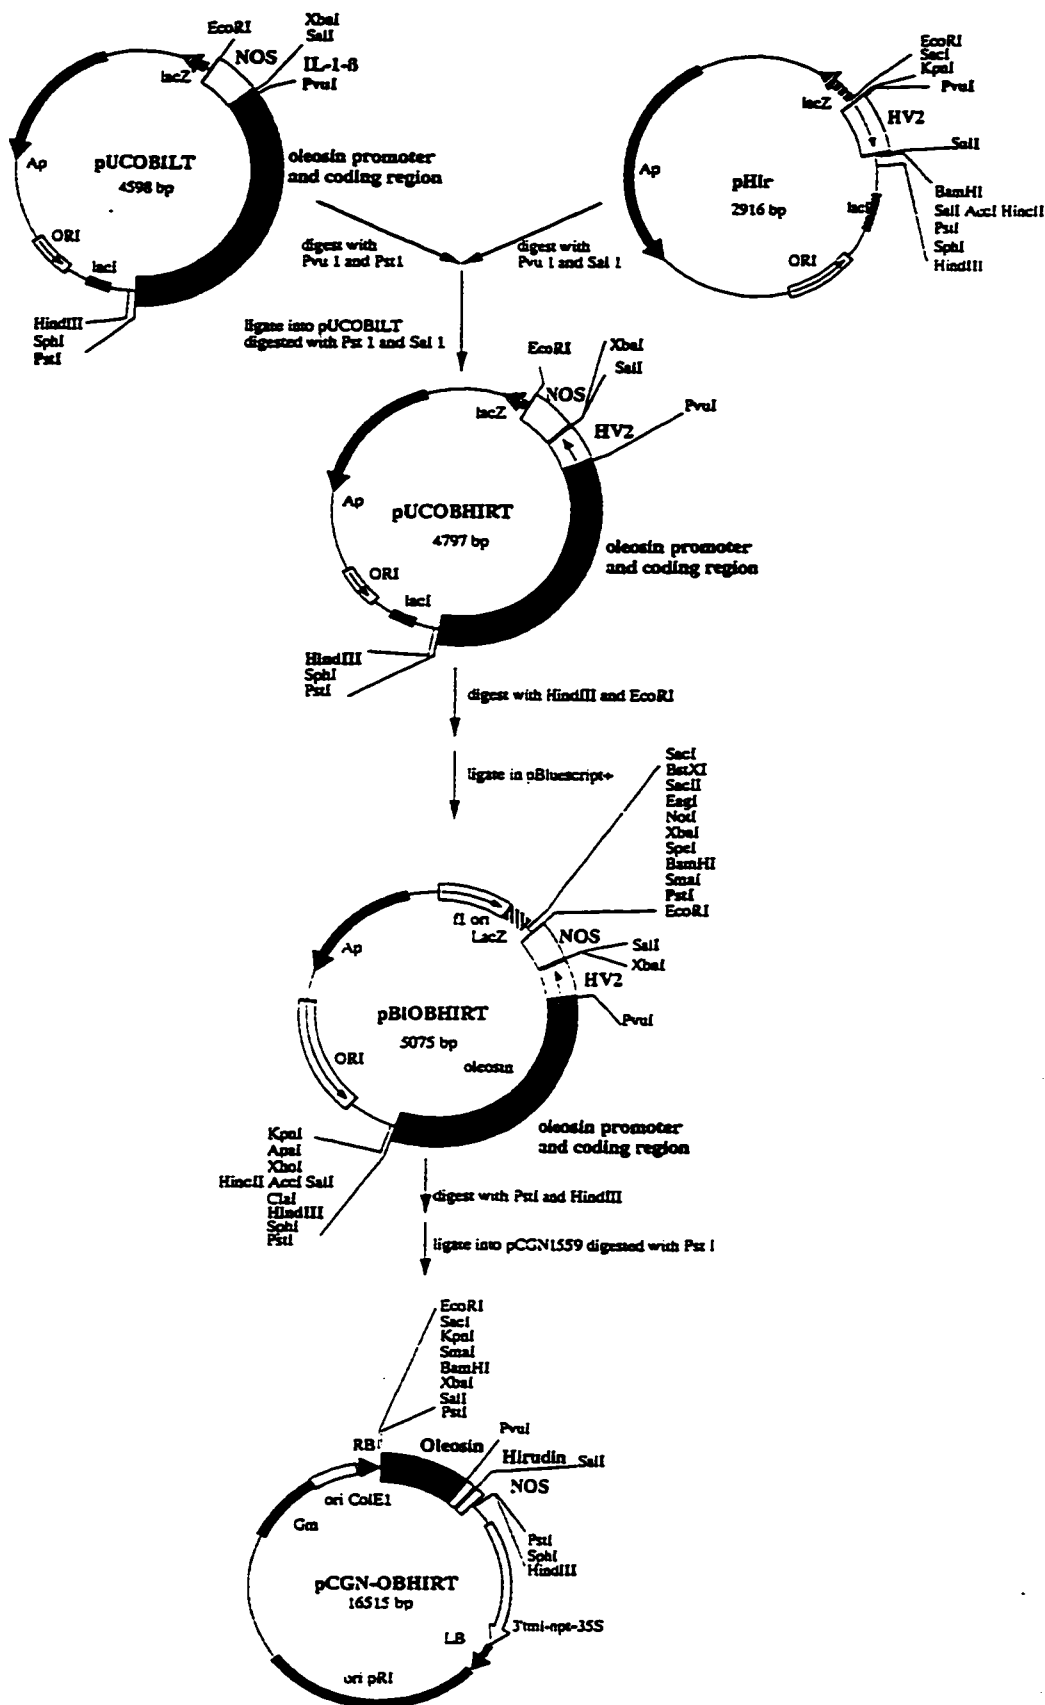 EcoRI
XbaI
SalI
NOS
lacZ
IL-1-ß
PvuI
Ap
pUCOBILT
4598 bp
oleosin promoter
and coding region
ORI
lacI
HindIII
SphI
PstI
EcoRI
SacI
KpnI
PvuI
lacZ
HV2
SalI
Ap
pHIr
2916 bp
BamHI
lacI
SalI AccI HincII
PstI
SphI
HindIII
ORI
digest with
Pvu 1 and Pst1
digest with
Pvu 1 and Sal 1
ligate into pUCOBILT
digested with Pst 1 and Sal 1
EcoRI
XbaI
SalI
NOS
lacZ
HV2
PvuI
Ap
pUCOBHIRT
4797 bp
oleosin promoter
and coding region
ORI
lacI
HindIII
SphI
PstI
digest with HindIII and EcoRI
ligate in pBluescript+
SacI
BstXI
SacII
EagI
NotI
XbaI
SpeI
BamHI
SmaI
PstI
EcoRI
f1 ori
LacZ
NOS
SalI
XbaI
Ap
HV2
PvuI
pBIOBHIRT
5075 bp
ORI
oleosin
oleosin promoter
and coding region
KpnI
ApaI
XhoI
HincII AccI SalI
ClaI
HindIII
SphI
PstI
digest with PstI and HindIII
ligate into pCGN1559 digested with Pst I
EcoRI
SacI
KpnI
SmaI
BamHI
XbaI
SalI
PstI
RB
Oleosin
PvuI
Hirudin SalI
NOS
ori ColE1
Gm
PstI
SphI
HindIII
pCGN-OBHIRT
16515 bp
3'tml-npt-35S
LB
ori pRI